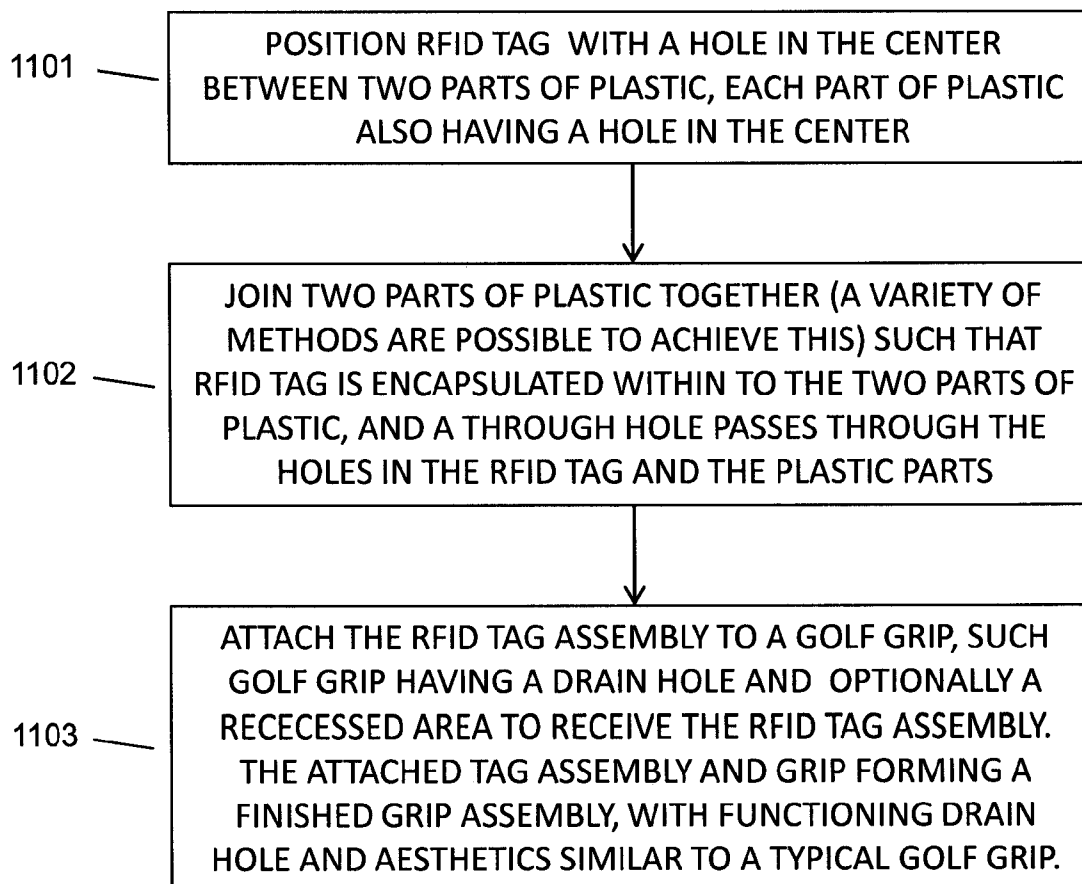 1101
POSITION RFID TAG WITH A HOLE IN THE CENTER
BETWEEN TWO PARTS OF PLASTIC, EACH PART OF PLASTIC
ALSO HAVING A HOLE IN THE CENTER
1102
JOIN TWO PARTS OF PLASTIC TOGETHER (A VARIETY OF
METHODS ARE POSSIBLE TO ACHIEVE THIS) SUCH THAT
RFID TAG IS ENCAPSULATED WITHIN TO THE TWO PARTS OF
PLASTIC, AND A THROUGH HOLE PASSES THROUGH THE
HOLES IN THE RFID TAG AND THE PLASTIC PARTS
1103
ATTACH THE RFID TAG ASSEMBLY TO A GOLF GRIP, SUCH
GOLF GRIP HAVING A DRAIN HOLE AND OPTIONALLY A
RECECESSED AREA TO RECEIVE THE RFID TAG ASSEMBLY.
THE ATTACHED TAG ASSEMBLY AND GRIP FORMING A
FINISHED GRIP ASSEMBLY, WITH FUNCTIONING DRAIN
HOLE AND AESTHETICS SIMILAR TO A TYPICAL GOLF GRIP.